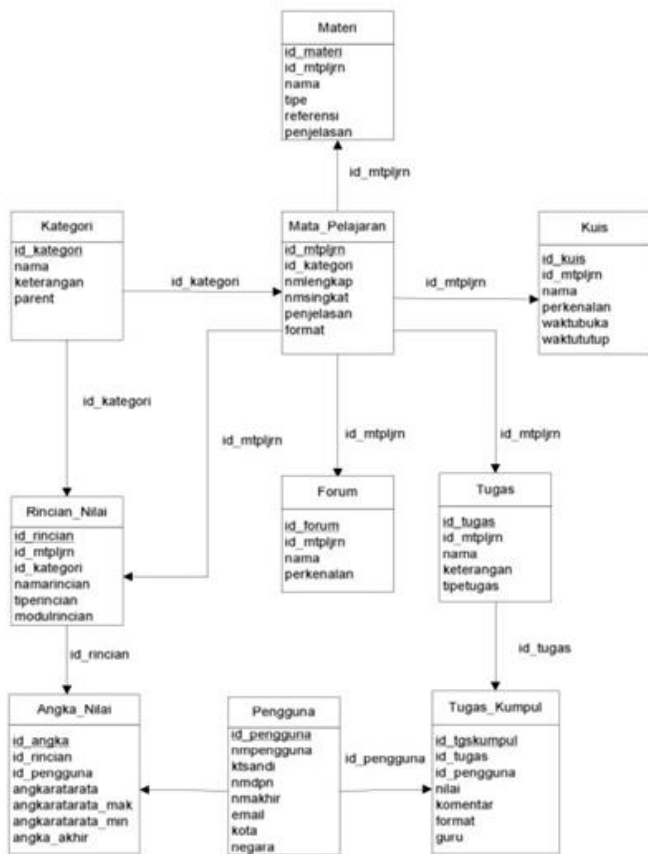 Materi
id_materi
id_mtpljrn
nama
tipe
referensi
penjelasan
id_mtpljrn
Kategori
id_kategori
nama
keterangan
parent
id_kategori
Mata_Pelajaran
id_mtpljrn
id_kategori
nmlengkap
nmsingkat
penjelasan
format
id_mtpljrn
Kuis
id_kuis
id_mtpljrn
nama
perkenalan
waktubuka
waktututup
id_kategori
id_mtpljrn
id_mtpljrn
id_mtpljrn
Rincian_Nilai
id_rincian
id_mtpljrn
id_kategori
namarincian
tiperincian
modulrincian
Forum
id_forum
id_mtpljrn
nama
perkenalan
Tugas
id_tugas
id_mtpljrn
nama
keterangan
tipetugas
id_rincian
id_tugas
Angka_Nilai
id_angka
id_rincian
id_pengguna
angkaratarata
angkaratarata_mak
angkaratarata_min
angka_akhir
Pengguna
id_pengguna
nmpengguna
ktsandi
nmdpn
nmakhir
email
kota
negara
id_pengguna
Tugas_Kumpul
id_tgskumpul
id_tugas
id_pengguna
nilai
komentar
format
guru